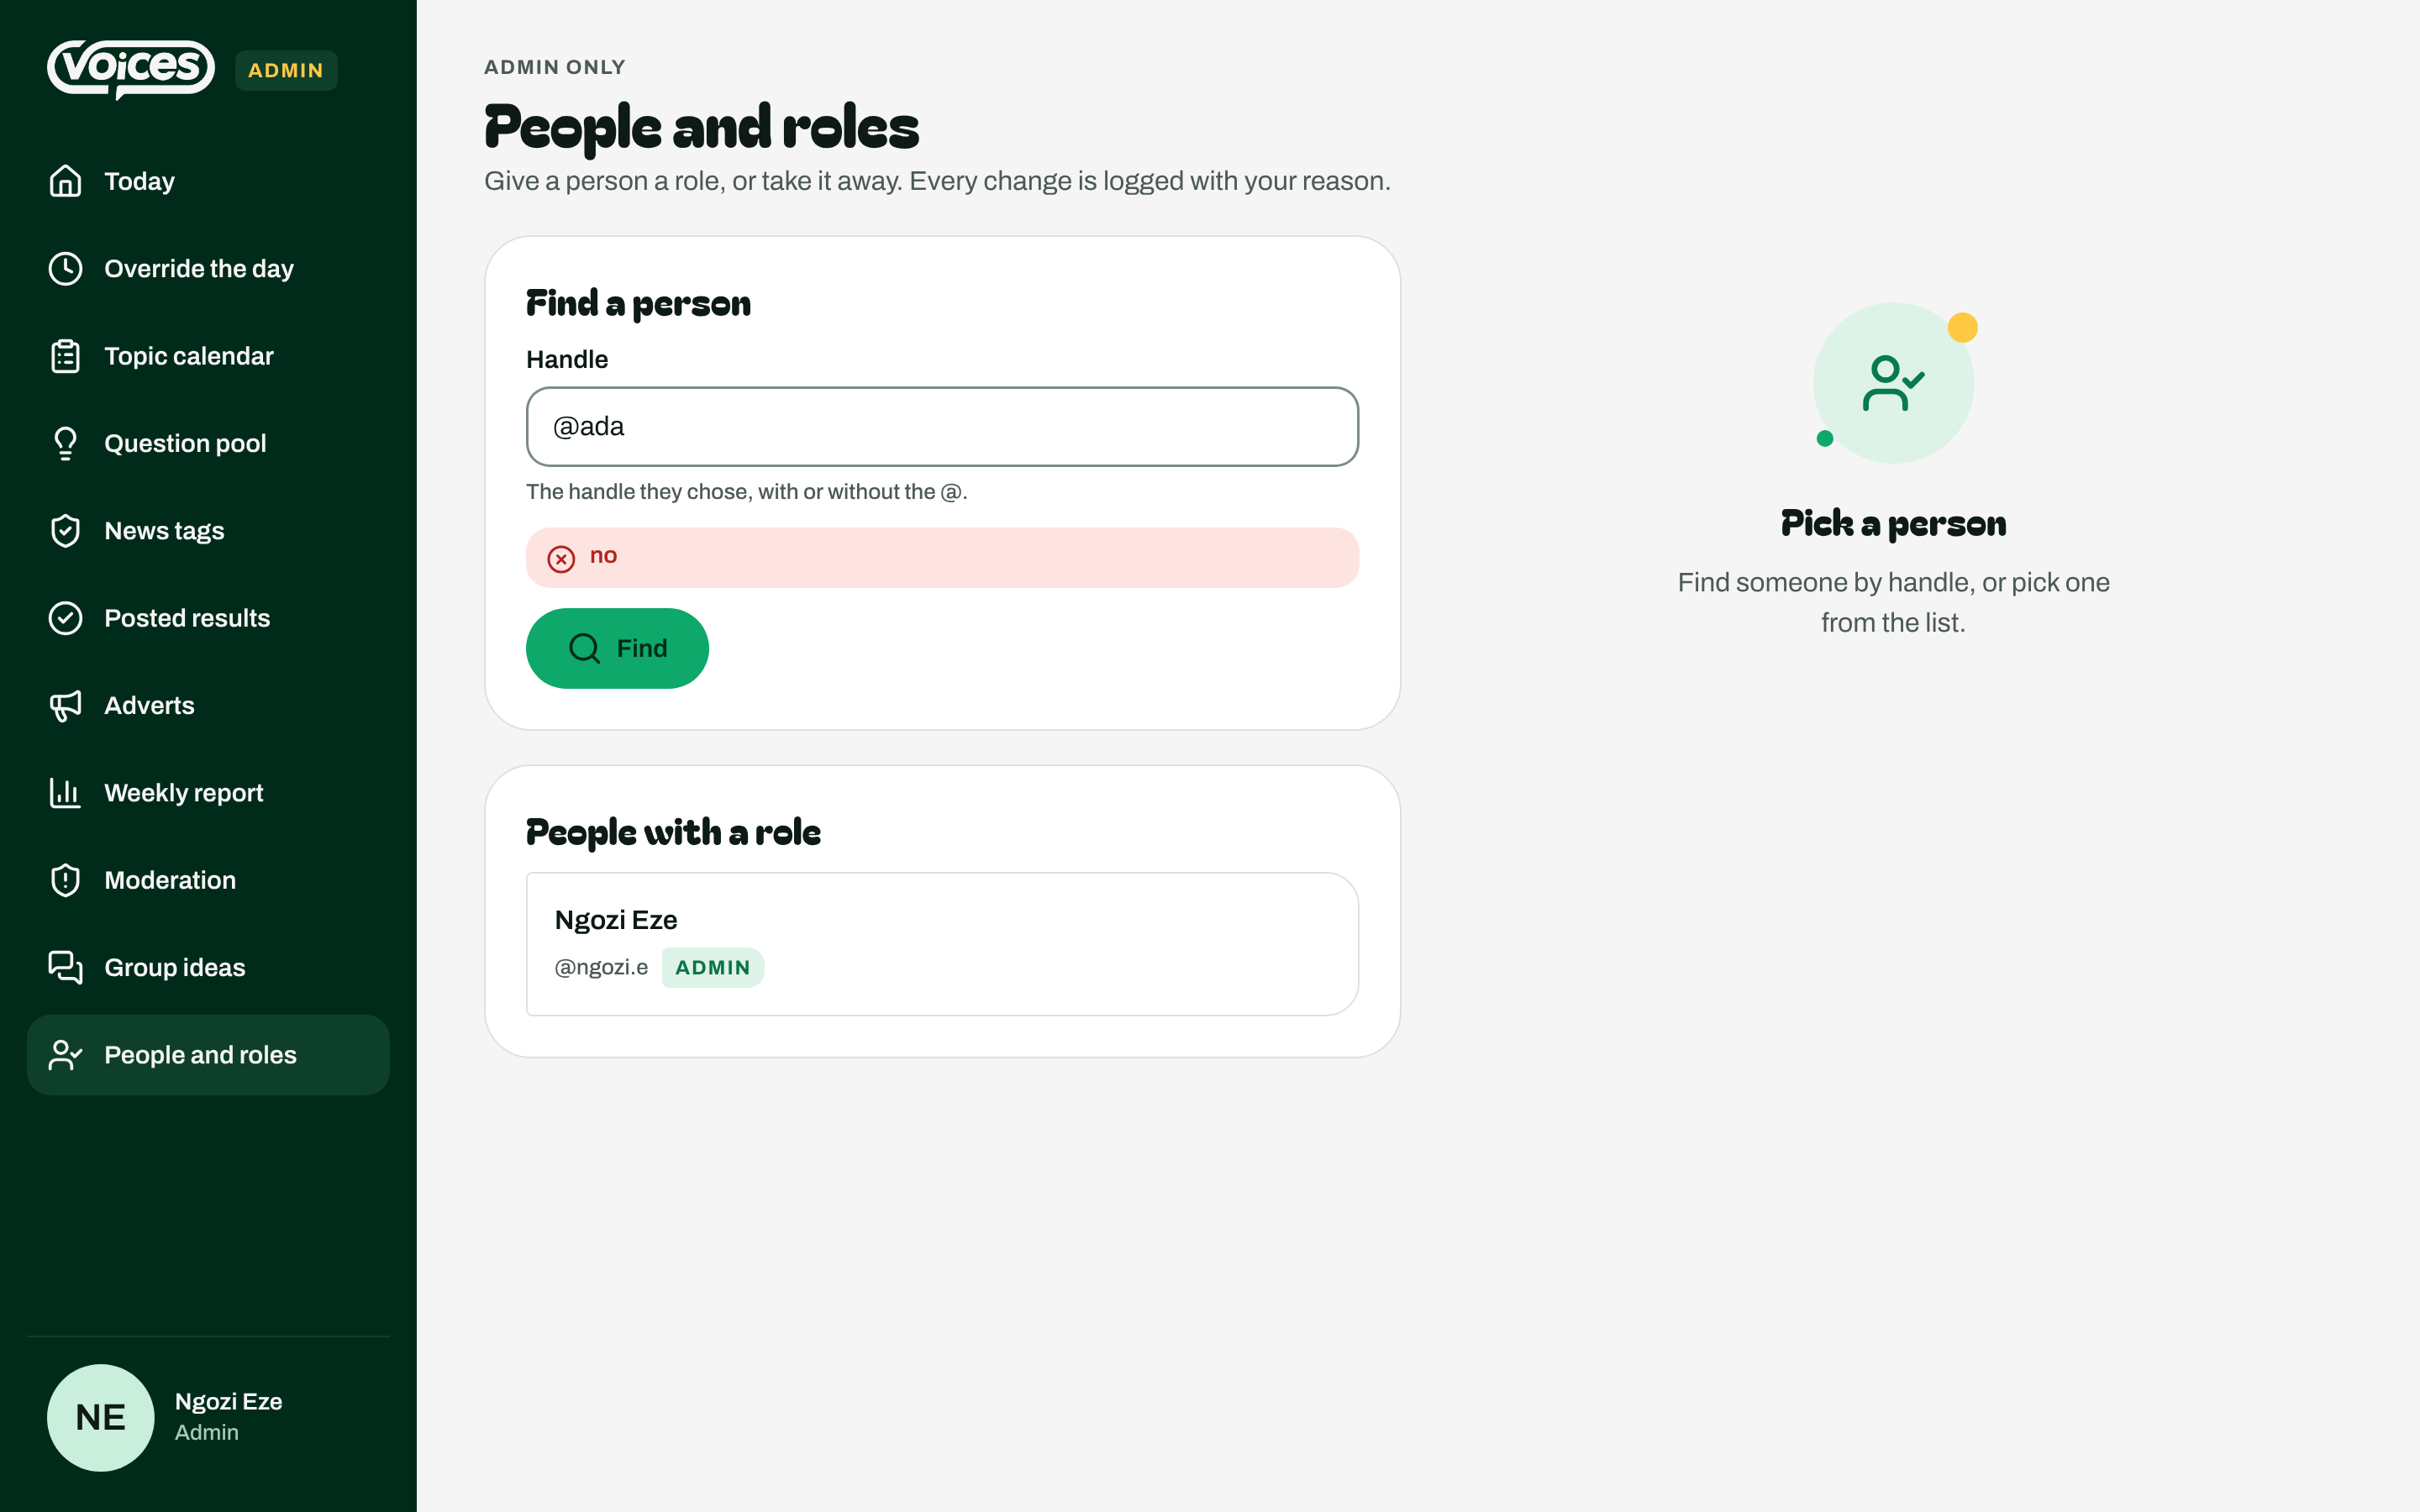 Voices
ADMIN
Today
Override the day
Topic calendar
Question pool
News tags
Posted results
Adverts
Weekly report
Moderation
Group ideas
People and roles
NE
Ngozi Eze
Admin
ADMIN ONLY
People and roles
Give a person a role, or take it away. Every change is logged with your reason.
Find a person
Handle
@ada
The handle they chose, with or without the @.
no
Find
People with a role
Ngozi Eze
@ngozi.e ADMIN
Pick a person
Find someone by handle, or pick one
from the list.